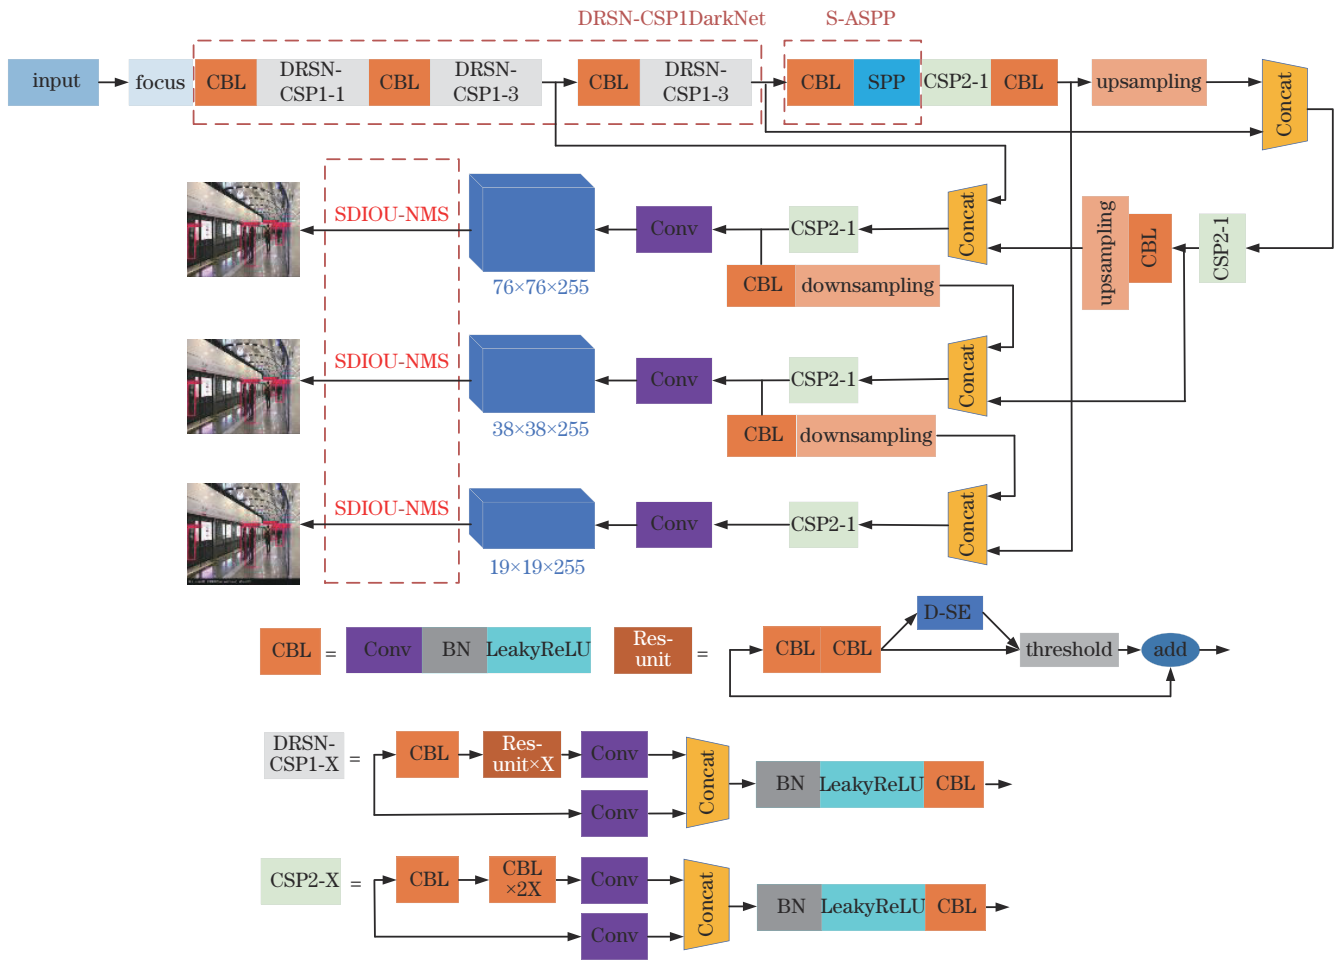 DRSN-CSP1DarkNet
S-ASPP
input
focus
CBL
DRSN-
CSP1-1
CBL
DRSN-
CSP1-3
CBL
DRSN-
CSP1-3
CBL
SPP
CSP2-1
CBL
upsampling
Concat
SDIOU-NMS
76×76×255
Conv
CSP2-1
Concat
upsampling
CBL
CSP2-1
CBL
downsampling
SDIOU-NMS
38×38×255
Conv
CSP2-1
Concat
CBL
downsampling
SDIOU-NMS
19×19×255
Conv
CSP2-1
Concat
CBL
=
Conv
BN
LeakyReLU
Res-
unit
=
CBL
CBL
D-SE
threshold
add
DRSN-
CSP1-X
=
CBL
Res-
unit×X
Conv
Conv
Concat
BN
LeakyReLU
CBL
CSP2-X
=
CBL
CBL
×2X
Conv
Conv
Concat
BN
LeakyReLU
CBL